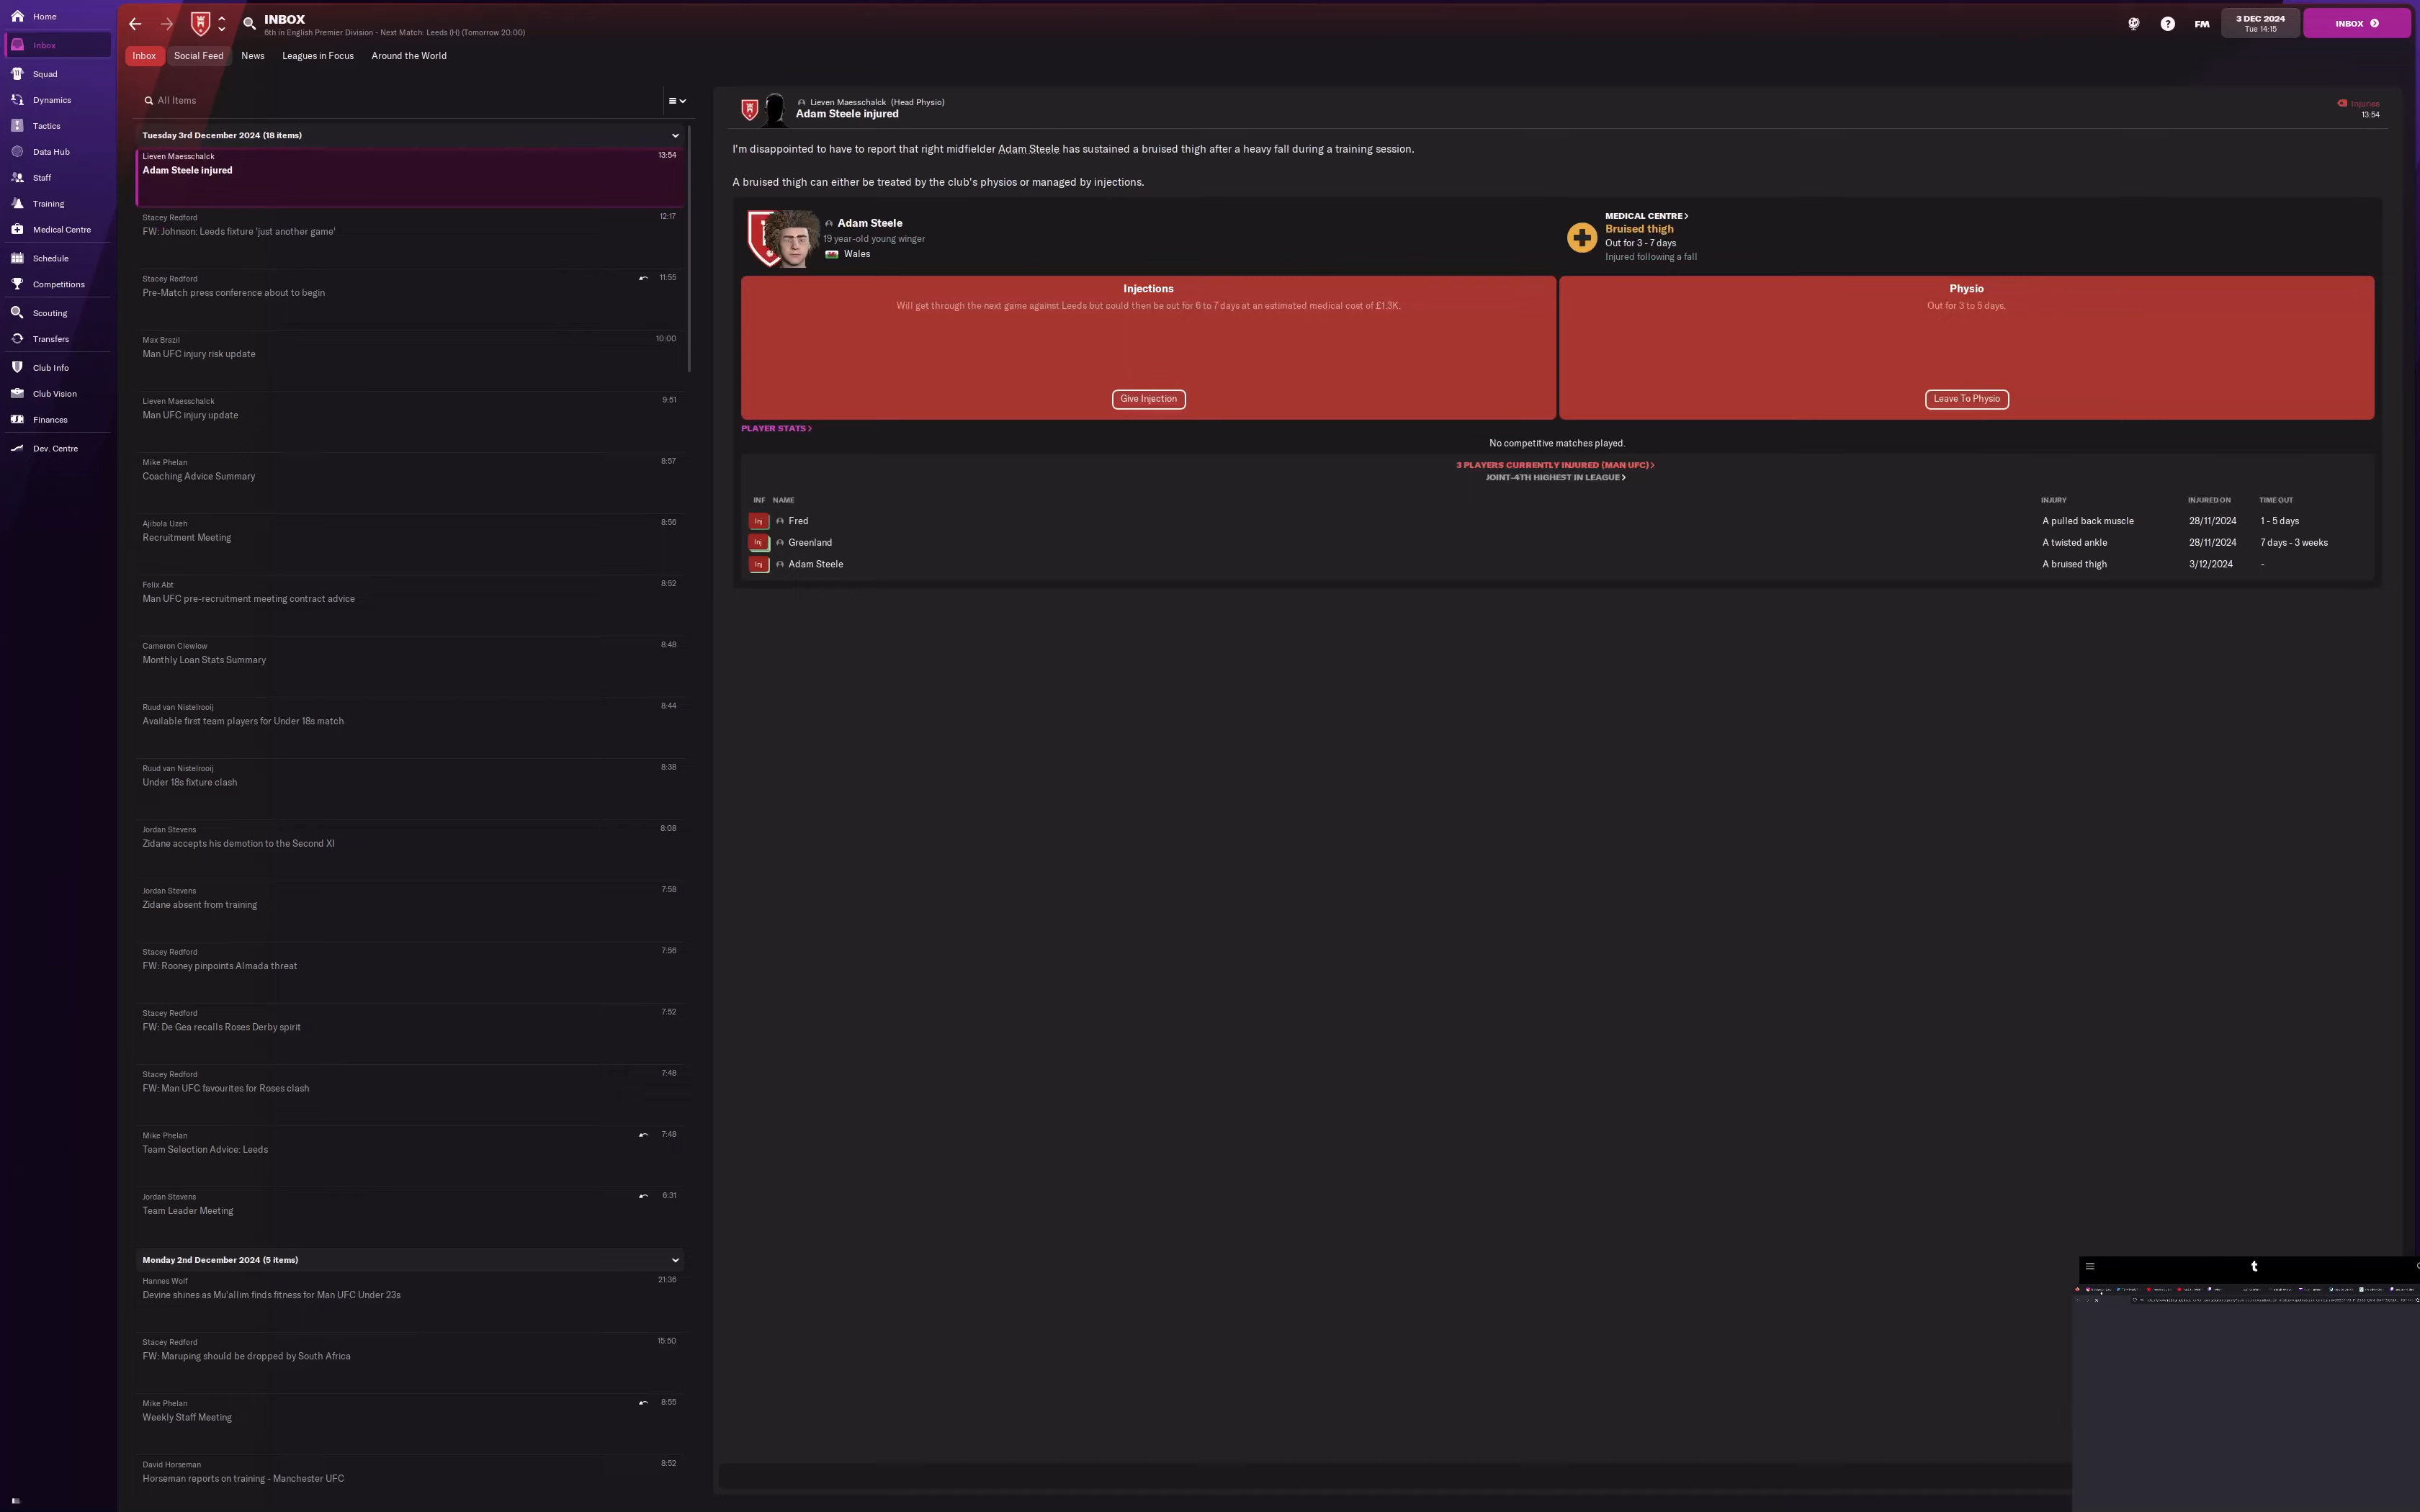 Home
Inbox
Squad
Dynamics
Tactics
Data Hub
Staff
Training
Medical Centre
Schedule
Competitions
Scouting
Transfers
Club Info
Club Vision
Finances
Dev. Centre
INBOX
6th in English Premier Division - Next Match: Leeds (H) (Tomorrow 20:00)
FM
3 DEC 2024
Tue 14:15
INBOX
Inbox Social Feed News Leagues in Focus Around the World
All Items
Tuesday 3rd December 2024 (18 items)
Lieven Maesschalck 13:54
Adam Steele injured
Stacey Redford 12:17
FW: Johnson: Leeds fixture 'just another game'
Stacey Redford 11:55
Pre-Match press conference about to begin
Max Brazil 10:00
Man UFC injury risk update
Lieven Maesschalck 9:51
Man UFC injury update
Mike Phelan 8:57
Coaching Advice Summary
Ajibola Uzeh 8:56
Recruitment Meeting
Felix Abt 8:52
Man UFC pre-recruitment meeting contract advice
Cameron Clewlow 8:48
Monthly Loan Stats Summary
Ruud van Nistelrooij 8:44
Available first team players for Under 18s match
Ruud van Nistelrooij 8:38
Under 18s fixture clash
Jordan Stevens 8:08
Zidane accepts his demotion to the Second XI
Jordan Stevens 7:58
Zidane absent from training
Stacey Redford 7:56
FW: Rooney pinpoints Almada threat
Stacey Redford 7:52
FW: De Gea recalls Roses Derby spirit
Stacey Redford 7:48
FW: Man UFC favourites for Roses clash
Mike Phelan 7:48
Team Selection Advice: Leeds
Jordan Stevens 6:31
Team Leader Meeting
Monday 2nd December 2024 (5 items)
Hannes Wolf 21:36
Devine shines as Mu'allim finds fitness for Man UFC Under 23s
Stacey Redford 15:50
FW: Maruping should be dropped by South Africa
Mike Phelan 8:55
Weekly Staff Meeting
David Horseman 8:52
Horseman reports on training - Manchester UFC
Lieven Maesschalck (Head Physio)
Adam Steele injured
Injuries
13:54
I'm disappointed to have to report that right midfielder Adam Steele has sustained a bruised thigh after a heavy fall during a training session.
A bruised thigh can either be treated by the club's physios or managed by injections.
Adam Steele
19 year-old young winger
Wales
MEDICAL CENTRE
Bruised thigh
Out for 3 - 7 days
Injured following a fall
Injections
Will get through the next game against Leeds but could then be out for 6 to 7 days at an estimated medical cost of £1.3K.
Give Injection
Physio
Out for 3 to 5 days.
Leave To Physio
PLAYER STATS
No competitive matches played.
3 PLAYERS CURRENTLY INJURED (MAN UFC)
JOINT-4TH HIGHEST IN LEAGUE
INF NAME INJURY INJURED ON TIME OUT
Inj Fred A pulled back muscle 28/11/2024 1 - 5 days
Inj Greenland A twisted ankle 28/11/2024 7 days - 3 weeks
Inj Adam Steele A bruised thigh 3/12/2024 -
t